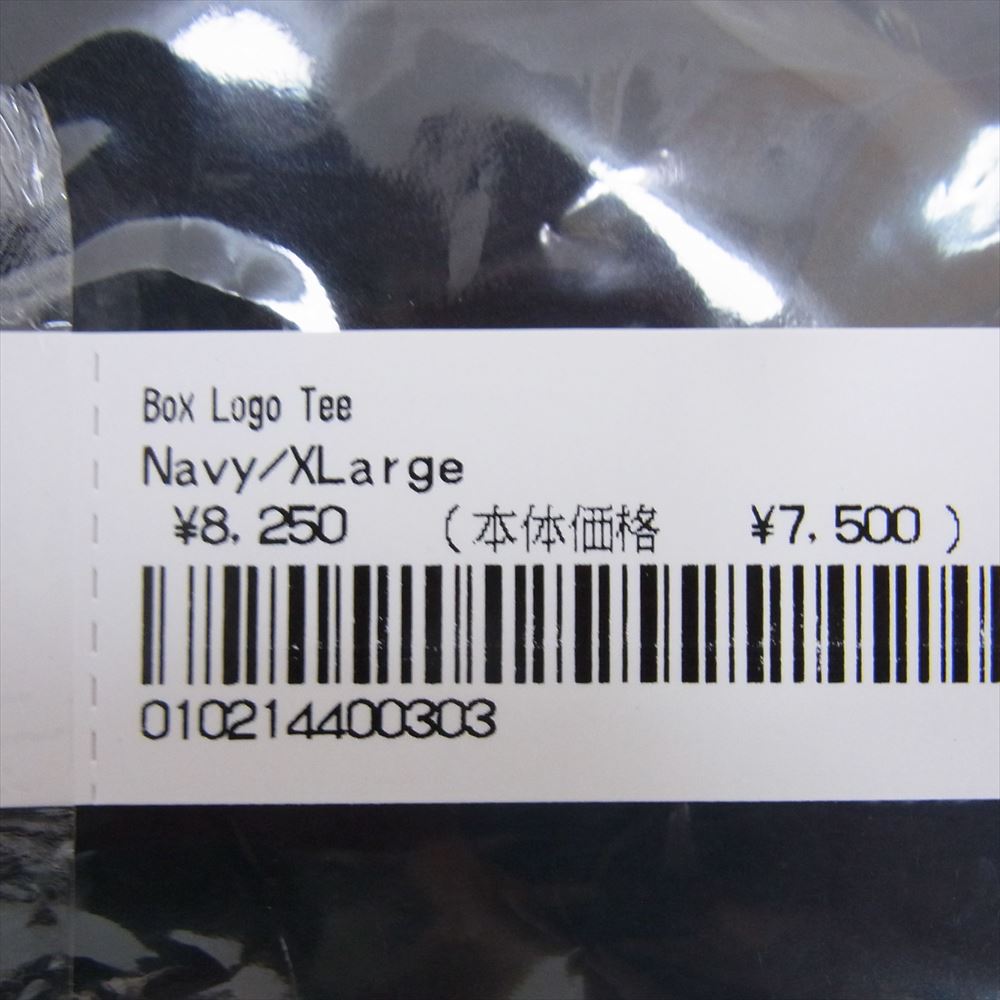 Box Logo Tee
Navy/XLarge
¥8,250 (本体価格 ¥7,500)
010214400303